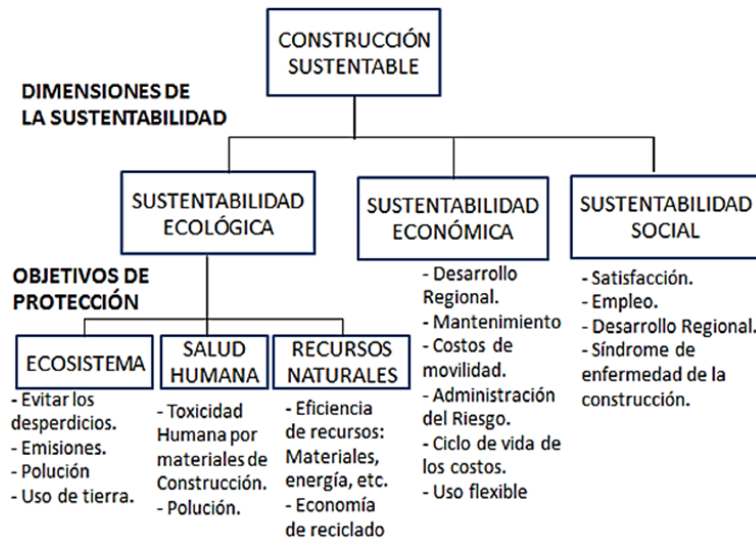 CONSTRUCCIÓN
SUSTENTABLE
DIMENSIONES DE
LA SUSTENTABILIDAD
SUSTENTABILIDAD
ECOLÓGICA
SUSTENTABILIDAD
ECONÓMICA
SUSTENTABILIDAD
SOCIAL
OBJETIVOS DE
PROTECCIÓN
ECOSISTEMA
- Evitar los
desperdicios.
- Emisiones.
- Polución
- Uso de tierra.
SALUD
HUMANA
- Toxicidad
Humana por
materiales de
Construcción.
- Polución.
RECURSOS
NATURALES
- Eficiencia
de recursos:
Materiales,
energía, etc.
- Economía
de reciclado
- Desarrollo
Regional.
- Mantenimiento
- Costos de
movilidad.
- Administración
del Riesgo.
- Ciclo de vida de
los costos.
- Uso flexible
- Satisfacción.
- Empleo.
- Desarrollo Regional.
- Síndrome de
enfermedad de la
construcción.